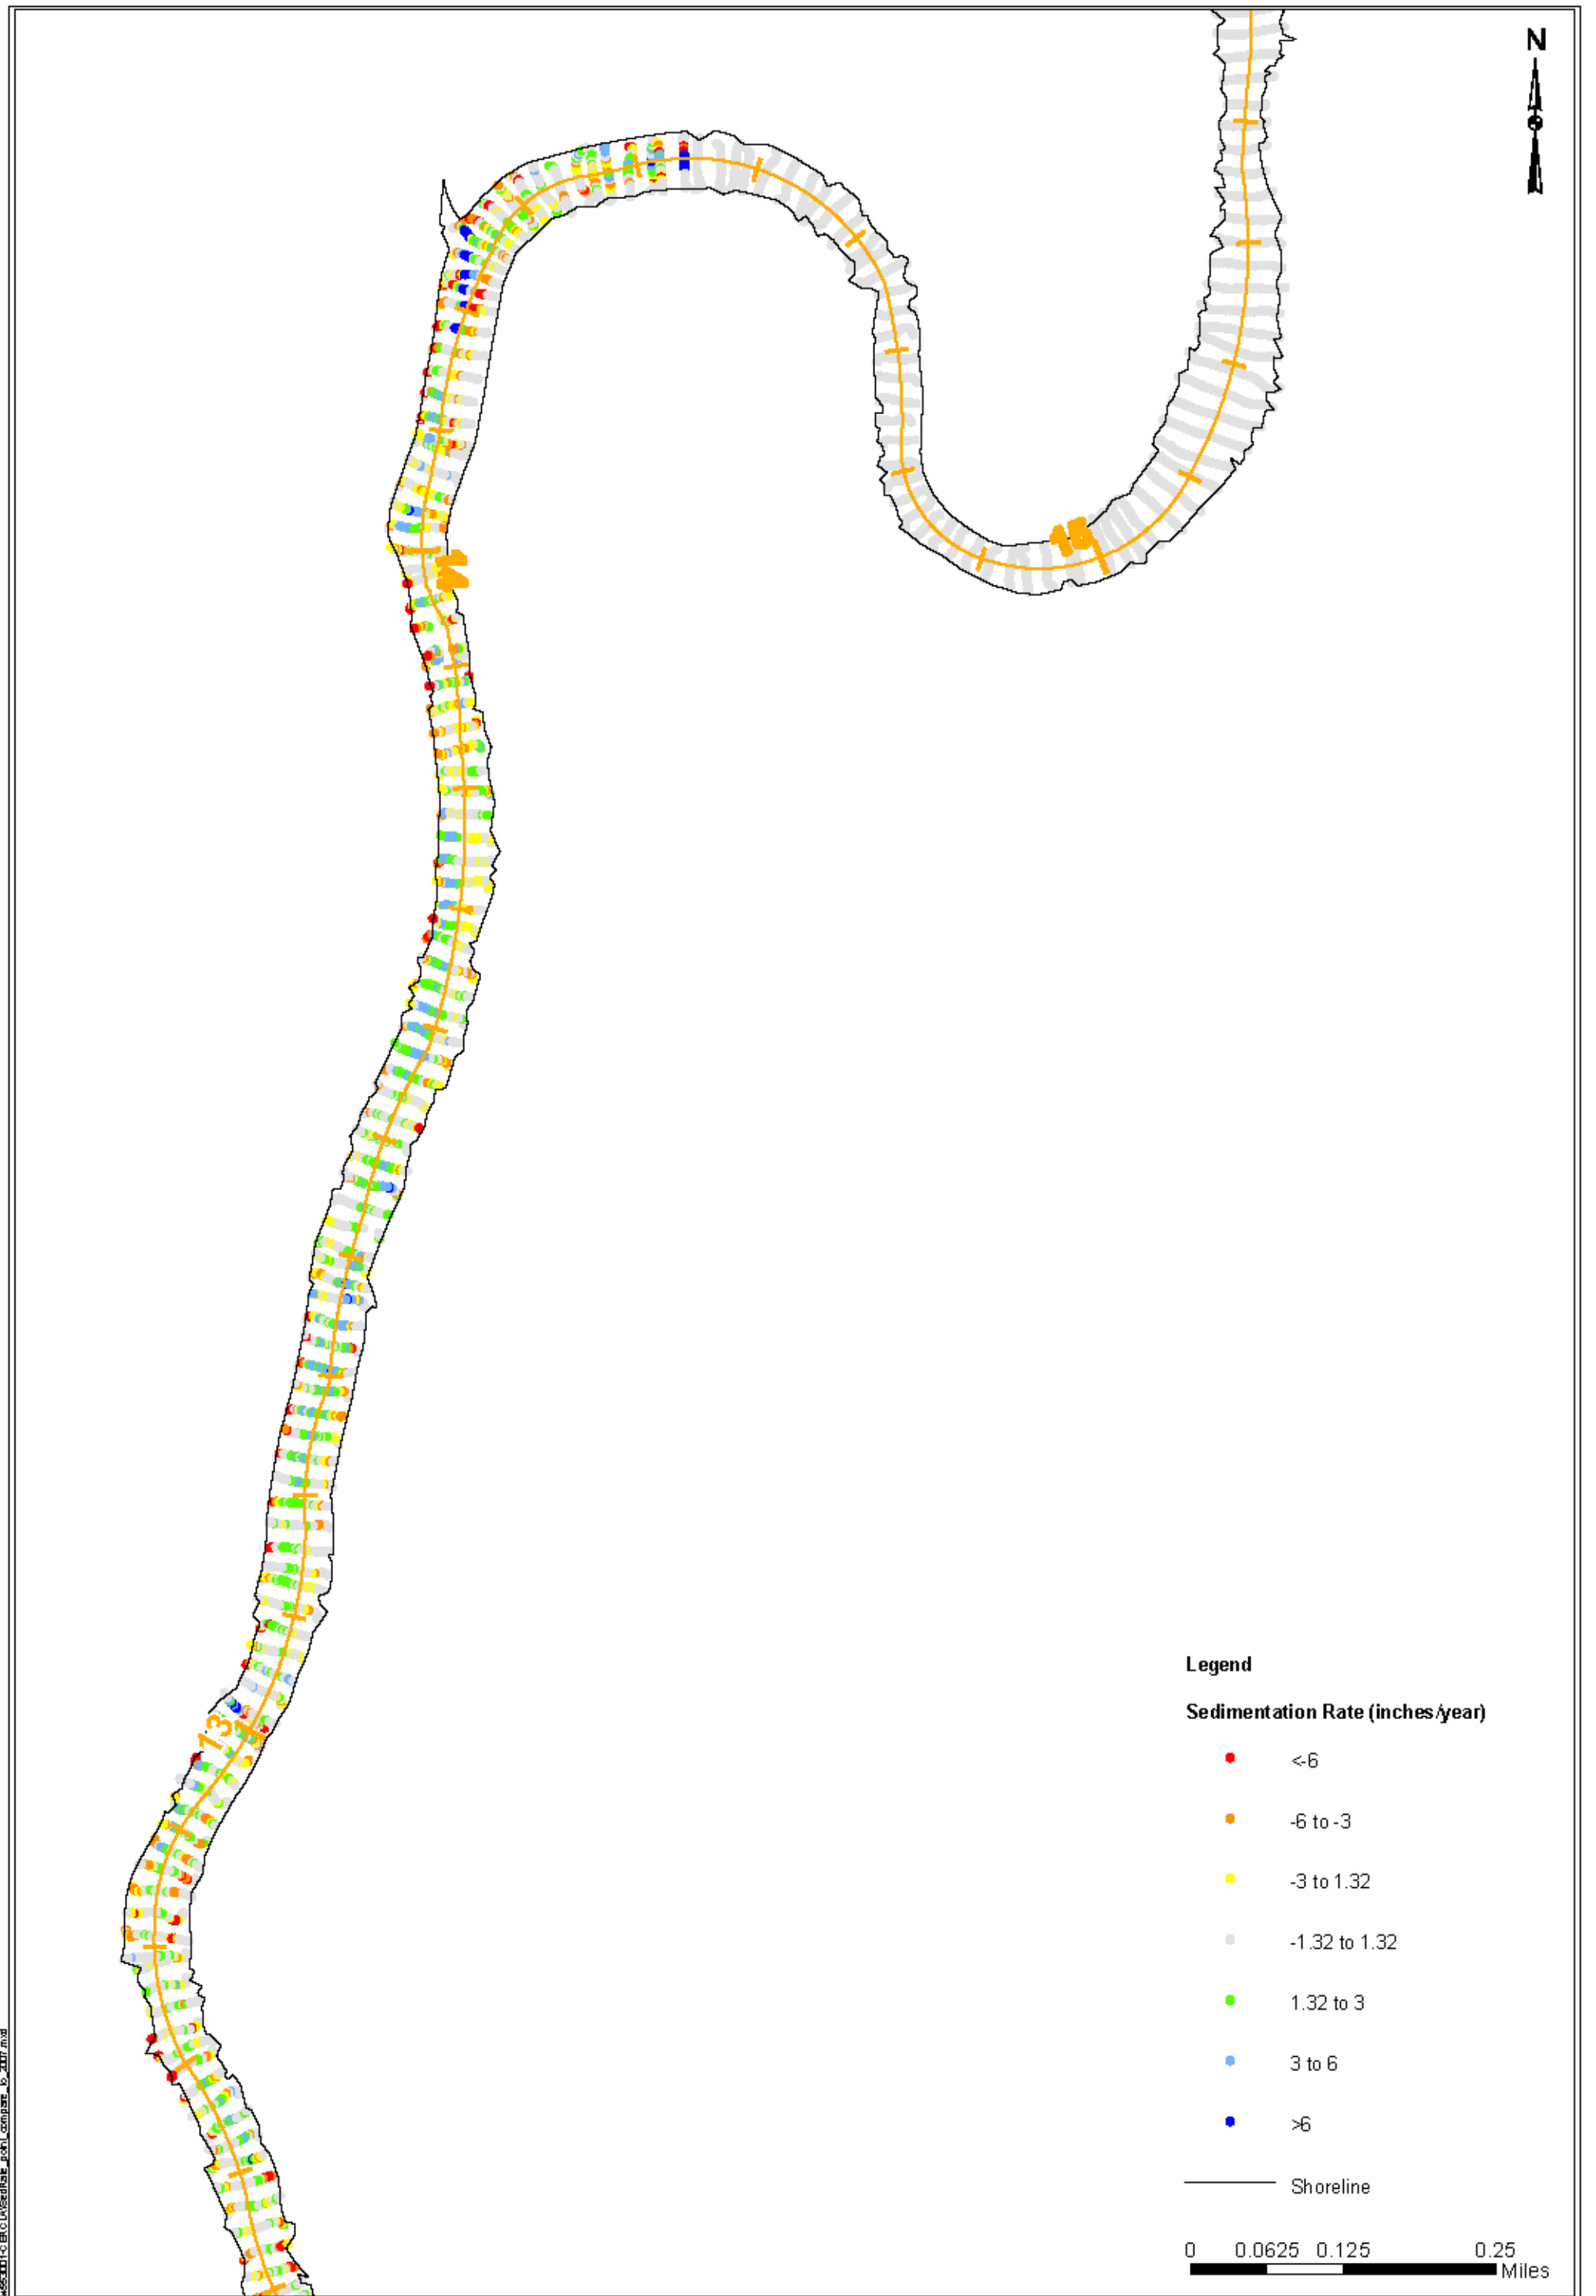 N
15
14
13
Legend
Sedimentation Rate (inches/year)
<-6
-6 to -3
-3 to 1.32
-1.32 to 1.32
1.32 to 3
3 to 6
>6
Shoreline
0 0.0625 0.125 0.25
Miles